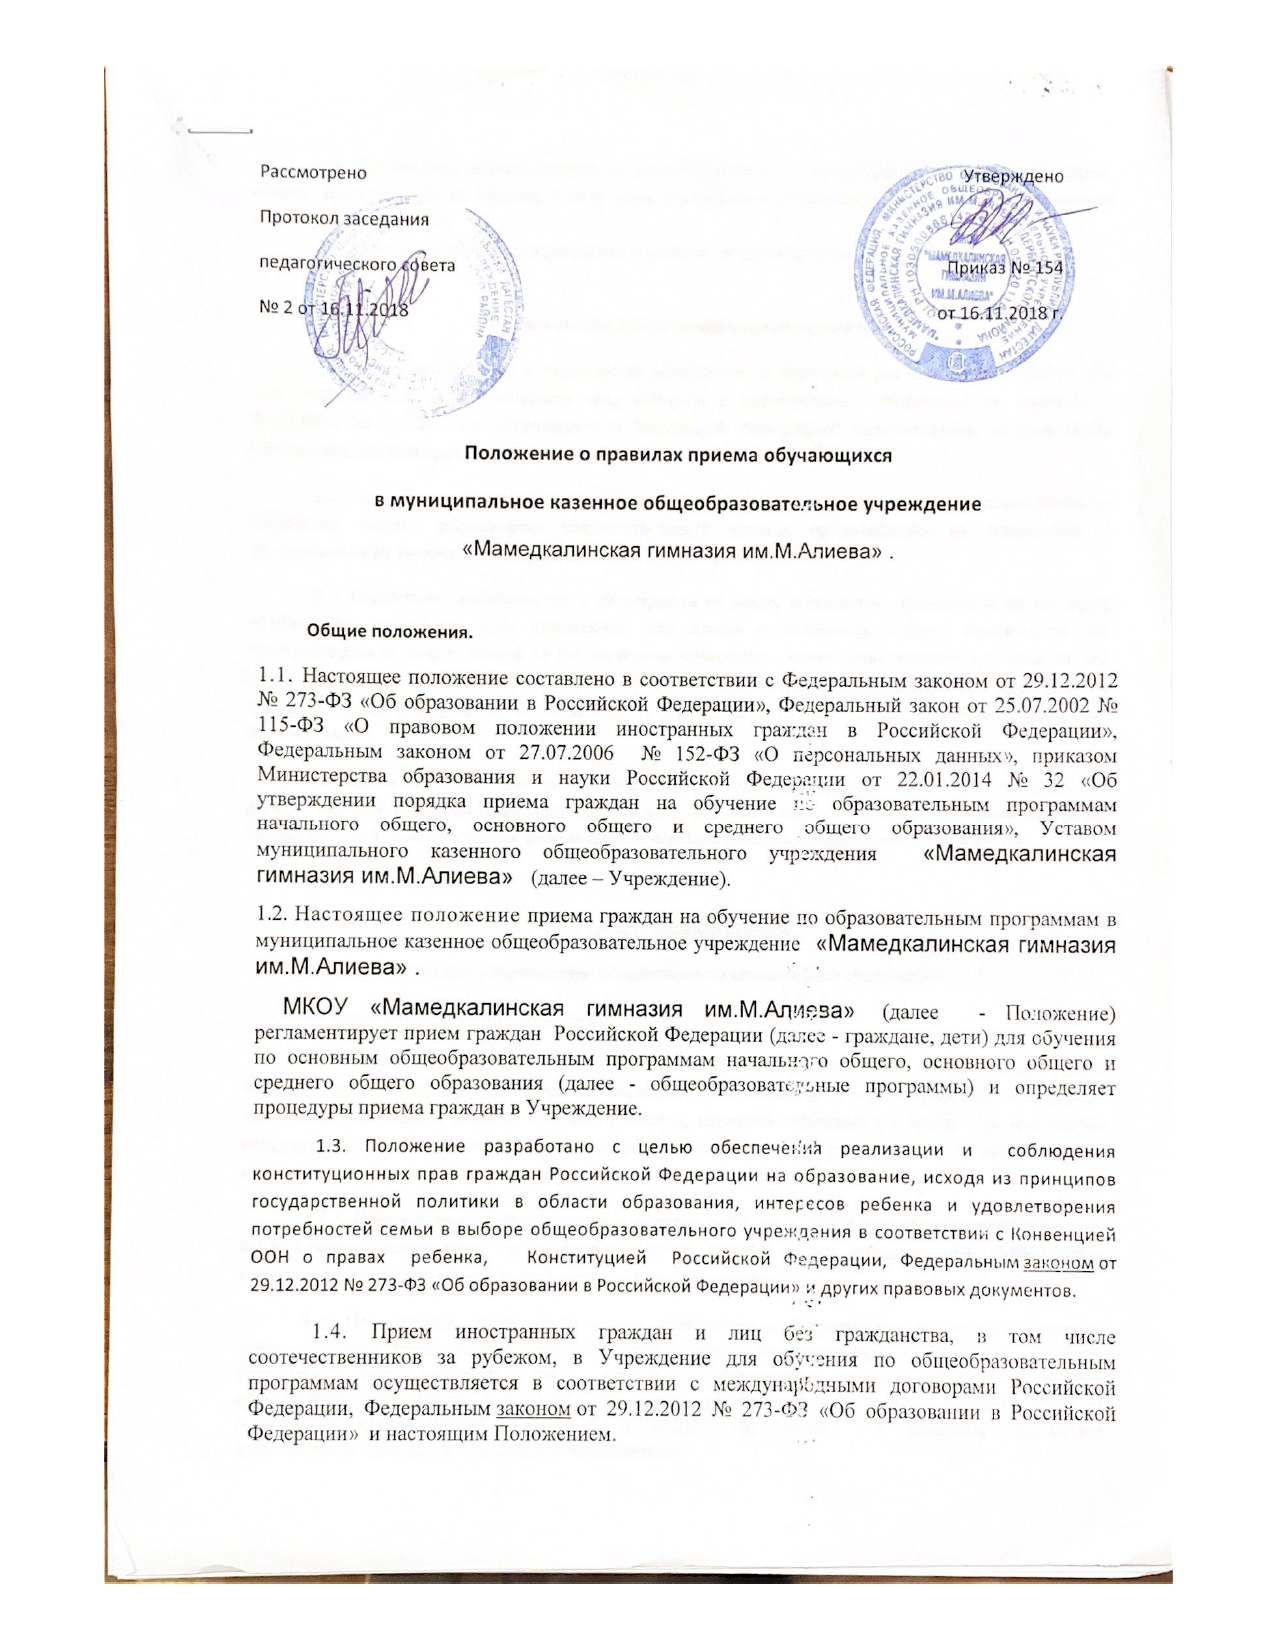 Рассмотрено
Утверждено
Протокол заседания
педагогического совета
Приказ № 154
№ 2 от 16.11.2018
от 16.11.2018 г.
"МАМЕДКАЛИНСКАЯ
ГИМНАЗИЯ
ИМ.М.АЛИЕВА"
Положение о правилах приема обучающихся
в муниципальное казенное общеобразовательное учреждение
«Мамедкалинская гимназия им.М.Алиева» .
Общие положения.
1.1. Настоящее положение составлено в соответствии с Федеральным законом от 29.12.2012
№ 273-ФЗ «Об образовании в Российской Федерации», Федеральный закон от 25.07.2002 №
115-ФЗ «О правовом положении иностранных граждан в Российской Федерации»,
Федеральным законом от 27.07.2006 № 152-ФЗ «О персональных данных», приказом
Министерства образования и науки Российской Федерации от 22.01.2014 № 32 «Об
утверждении порядка приема граждан на обучение по образовательным программам
начального общего, основного общего и среднего общего образования», Уставом
муниципального казенного общеобразовательного учреждения «Мамедкалинская
гимназия им.М.Алиева» (далее – Учреждение).
1.2. Настоящее положение приема граждан на обучение по образовательным программам в
муниципальное казенное общеобразовательное учреждение «Мамедкалинская гимназия
им.М.Алиева» .
МКОУ «Мамедкалинская гимназия им.М.Алиева» (далее - Положение)
регламентирует прием граждан Российской Федерации (далее - граждане, дети) для обучения
по основным общеобразовательным программам начального общего, основного общего и
среднего общего образования (далее - общеобразовательные программы) и определяет
процедуры приема граждан в Учреждение.
1.3. Положение разработано с целью обеспечения реализации и соблюдения
конституционных прав граждан Российской Федерации на образование, исходя из принципов
государственной политики в области образования, интересов ребенка и удовлетворения
потребностей семьи в выборе общеобразовательного учреждения в соответствии с Конвенцией
ООН о правах ребенка, Конституцией Российской Федерации, Федеральным законом от
29.12.2012 № 273-ФЗ «Об образовании в Российской Федерации» и других правовых документов.
1.4. Прием иностранных граждан и лиц без гражданства, в том числе
соотечественников за рубежом, в Учреждение для обучения по общеобразовательным
программам осуществляется в соответствии с международными договорами Российской
Федерации, Федеральным законом от 29.12.2012 № 273-ФЗ «Об образовании в Российской
Федерации» и настоящим Положением.